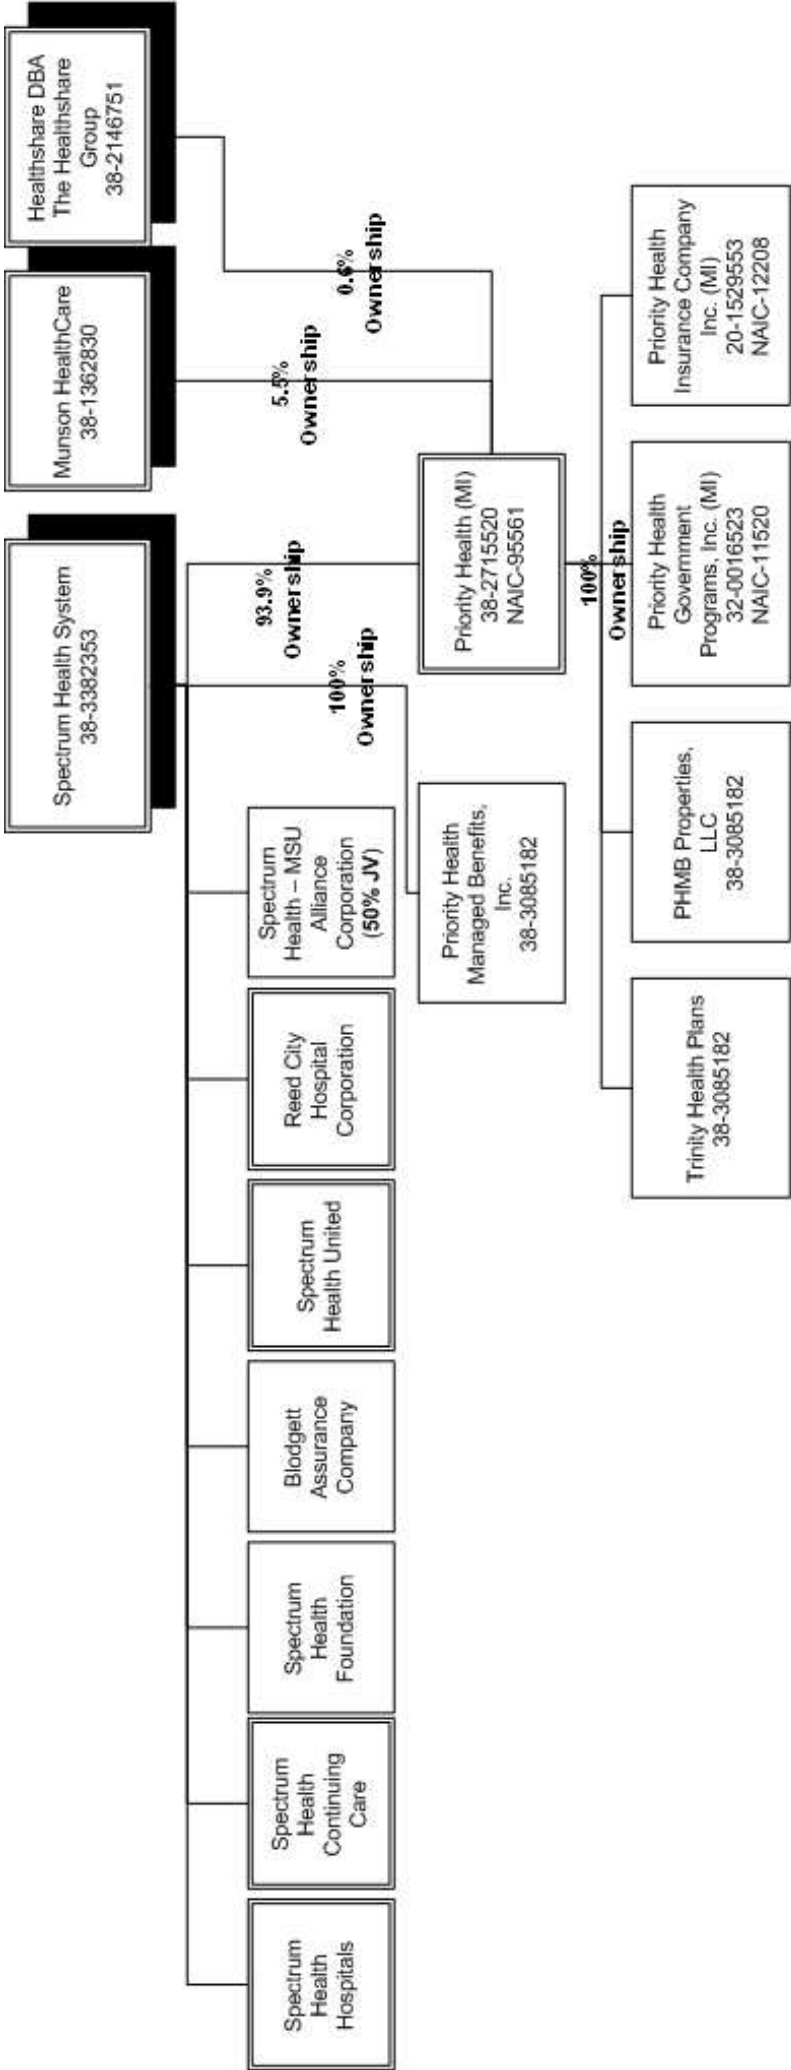 Spectrum Health System
38-3382353
Munson HealthCare
38-1362830
Healthshare DBA
The Healthshare
Group
38-2146751
Spectrum
Health
Hospitals
Spectrum
Health
Continuing
Care
Spectrum
Health
Foundation
Blodgett
Assurance
Company
Spectrum
Health United
Reed City
Hospital
Corporation
Spectrum
Health – MSU
Alliance
Corporation
(50% JV)
93.9%
Ownership
100%
Ownership
5.5%
Ownership
0.6%
Ownership
Priority Health
Managed Benefits,
Inc.
38-3085182
Priority Health (MI)
38-2715520
NAIC-95561
100%
Ownership
Trinity Health Plans
38-3085182
PHMB Properties,
LLC
38-3085182
Priority Health
Government
Programs, Inc. (MI)
32-0016523
NAIC-11520
Priority Health
Insurance Company
Inc. (MI)
20-1529553
NAIC-12208